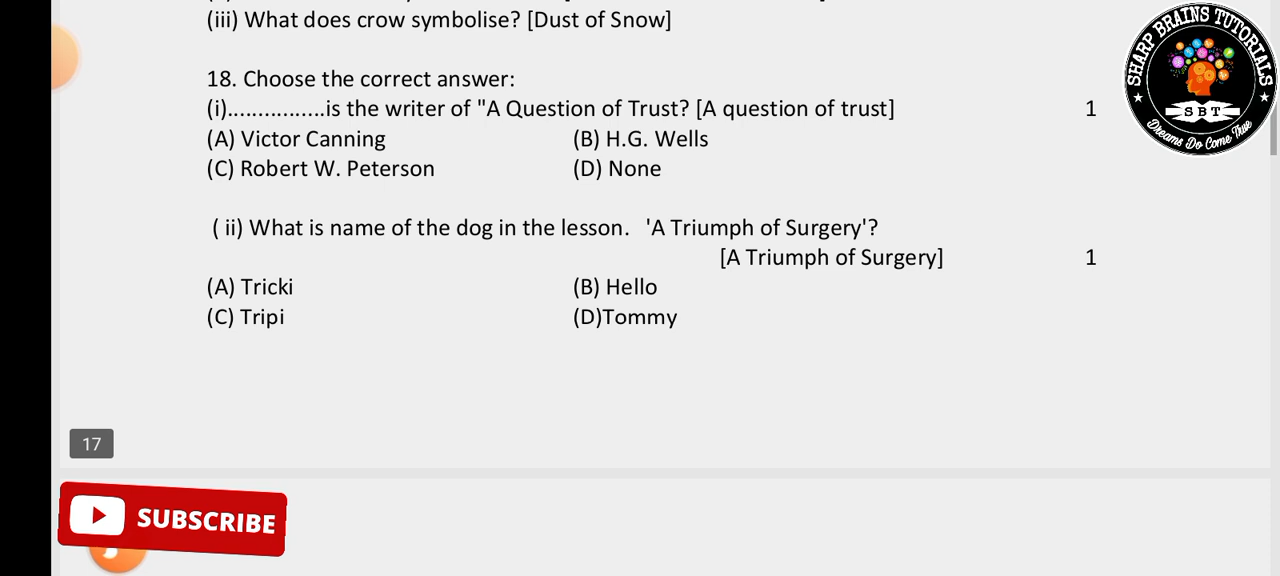 (iii) What does crow symbolise? [Dust of Snow]
18. Choose the correct answer:
(i)................is the writer of "A Question of Trust? [A question of trust] 1
(A) Victor Canning (B) H.G. Wells
(C) Robert W. Peterson (D) None
( ii) What is name of the dog in the lesson. 'A Triumph of Surgery'?
[A Triumph of Surgery] 1
(A) Tricki (B) Hello
(C) Tripi (D)Tommy
17
SUBSCRIBE
SHARP BRAINS TUTORIALS
SBT
Dreams Do Come True